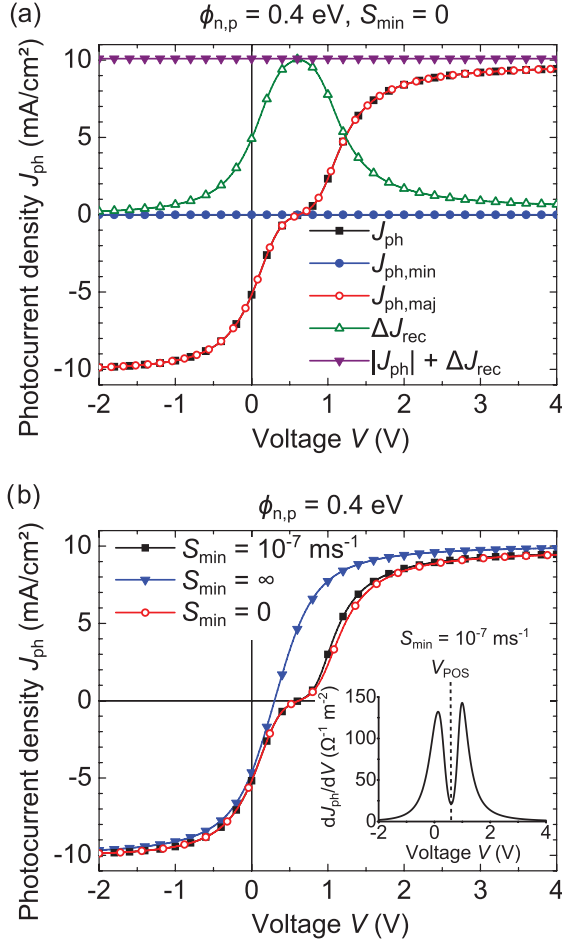 (a)
ϕn,p = 0.4 eV, Smin = 0
Photocurrent density Jph (mA/cm²)
10
5
0
-5
-10
Jph
Jph,min
Jph,maj
ΔJrec
|Jph| + ΔJrec
-2 -1 0 1 2 3 4
Voltage V (V)
(b)
ϕn,p = 0.4 eV
Photocurrent density Jph (mA/cm²)
10
5
0
-5
-10
Smin = 10⁻⁷ ms⁻¹
Smin = ∞
Smin = 0
Smin = 10⁻⁷ ms⁻¹
VPOS
dJph/dV (Ω⁻¹ m⁻²)
150
100
50
0
-2 0 2 4
Voltage V (V)
-2 -1 0 1 2 3 4
Voltage V (V)